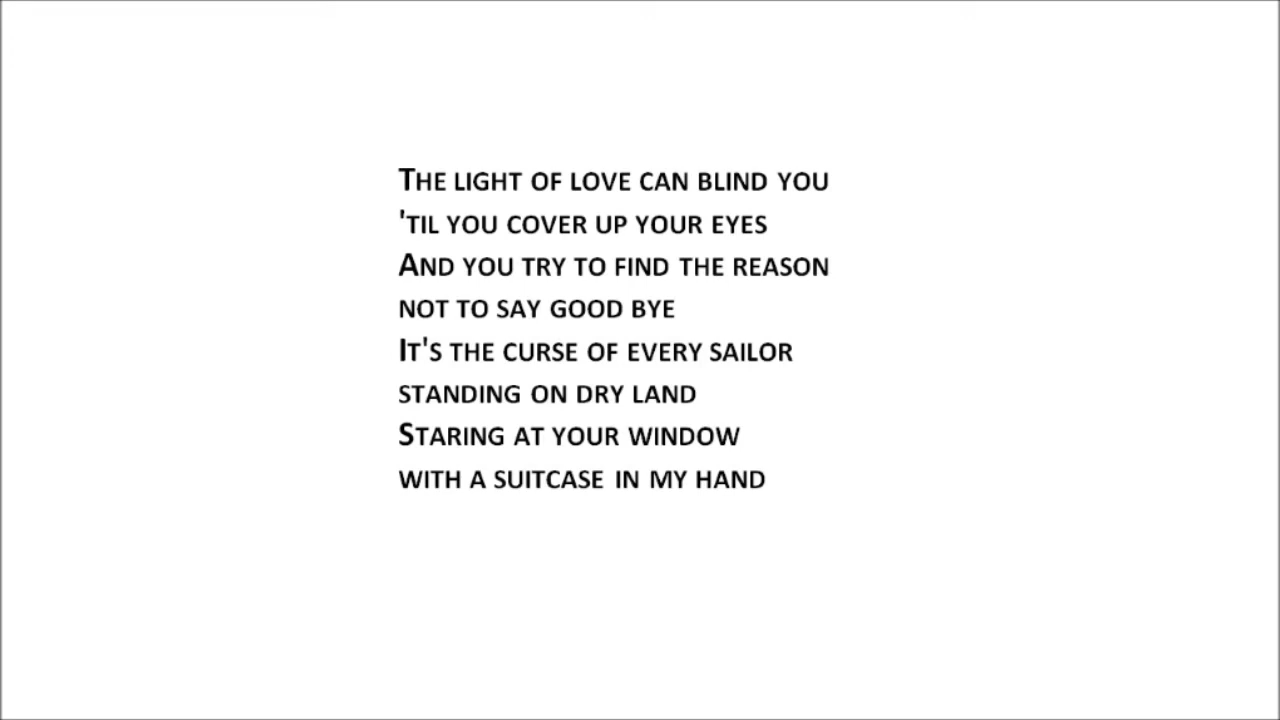 The light of love can blind you
'til you cover up your eyes
And you try to find the reason
not to say good bye
It's the curse of every sailor
standing on dry land
Staring at your window
with a suitcase in my hand